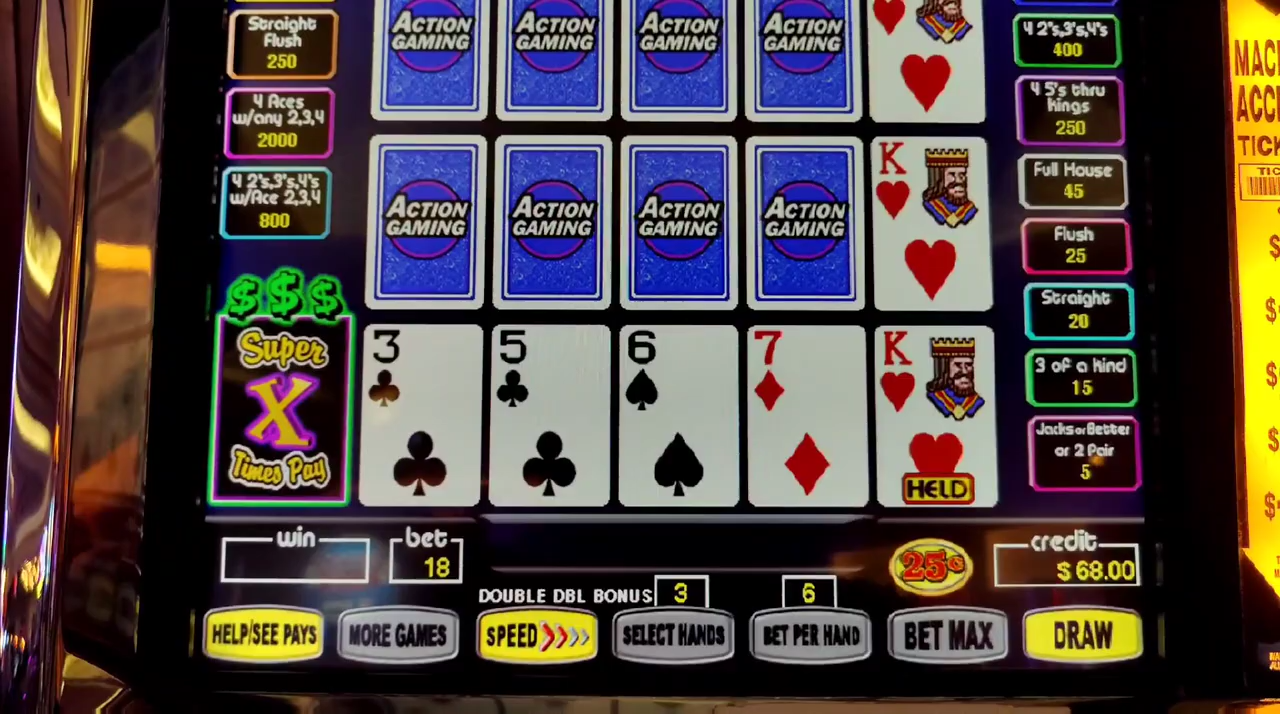 Straight
Flush
250
4 Aces
w/any 2,3,4
2000
4 2's,3's,4's
w/Ace 2,3,4
800
$ $ $
Super
X
Times Pay
ACTION
GAMING
ACTION
GAMING
ACTION
GAMING
ACTION
GAMING
ACTION
GAMING
ACTION
GAMING
ACTION
GAMING
ACTION
GAMING
K
3
5
6
7
K
HELD
4 2's,3's,4's
400
4 5's thru
kings
250
Full House
45
Flush
25
Straight
20
3 of a kind
15
Jacks or Better
or 2 Pair
5
win
bet
18
25¢
credit
$ 68.00
DOUBLE DBL BONUS
3
6
HELP/SEE PAYS
MORE GAMES
SPEED
SELECT HANDS
BET PER HAND
BET MAX
DRAW